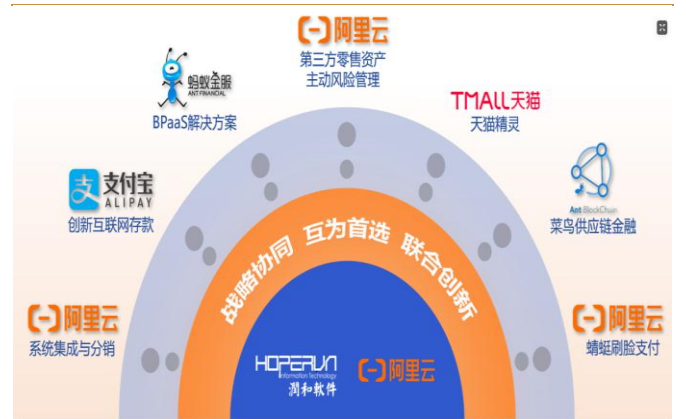 阿里云
第三方零售资产
主动风险管理
蚂蚁金服
ANT FINANCIAL
BPaaS解决方案
TMALL天猫
天猫精灵
支付宝
ALIPAY
创新互联网存款
Ant BlockChain
菜鸟供应链金融
战略协同 互为首选 联合创新
阿里云
系统集成与分销
阿里云
蜻蜓刷脸支付
HOPERUN
Information Technology
潤和軟件
阿里云